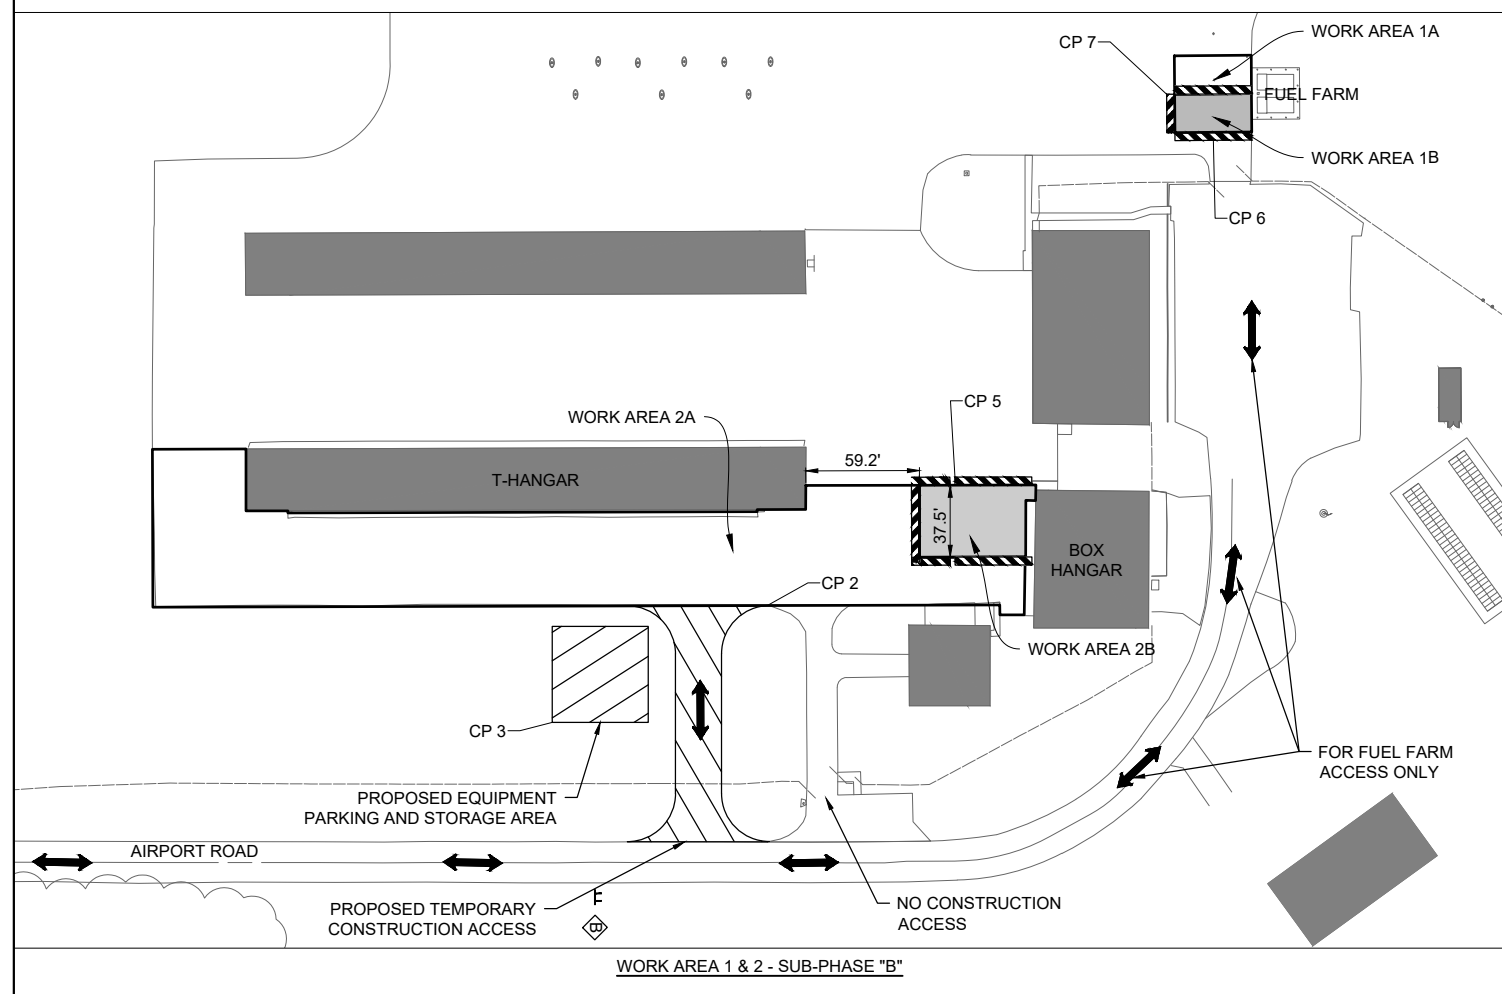 WORK AREA 1A
CP 7
FUEL FARM
WORK AREA 1B
CP 6
CP 5
WORK AREA 2A
59.2'
T-HANGAR
37.5'
BOX
HANGAR
CP 2
WORK AREA 2B
CP 3
FOR FUEL FARM
ACCESS ONLY
PROPOSED EQUIPMENT
PARKING AND STORAGE AREA
AIRPORT ROAD
PROPOSED TEMPORARY
CONSTRUCTION ACCESS
B
NO CONSTRUCTION
ACCESS
WORK AREA 1 & 2 - SUB-PHASE "B"